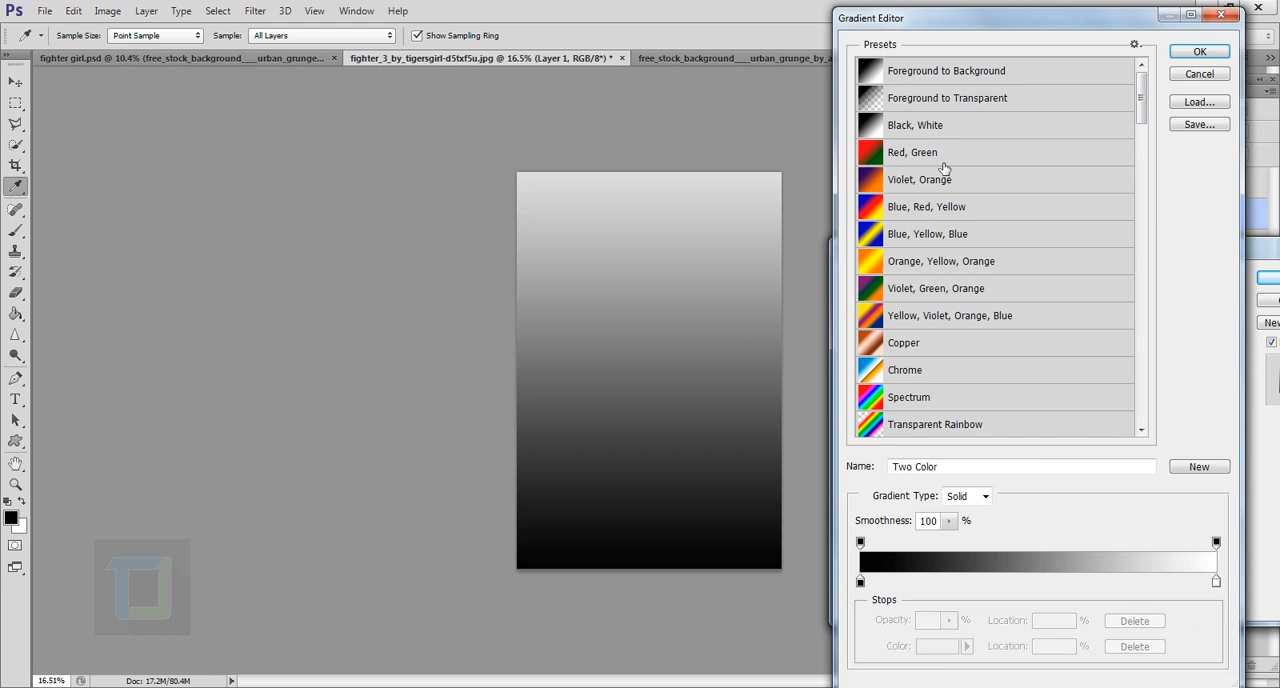 Ps File Edit Image Layer Type Select Filter 3D View Window Help
Sample Size: Point Sample Sample: All Layers Show Sampling Ring
fighter girl.psd @ 10.4% (free_stock_background____urban_grunge... × fighter_3_by_tigersgirl-d5txf5u.jpg @ 16.5% (Layer 1, RGB/8*) * × free_stock_background____urban_grunge_by_a
Gradient Editor
Presets
OK
Cancel
Load...
Save...
Foreground to Background
Foreground to Transparent
Black, White
Red, Green
Violet, Orange
Blue, Red, Yellow
Blue, Yellow, Blue
Orange, Yellow, Orange
Violet, Green, Orange
Yellow, Violet, Orange, Blue
Copper
Chrome
Spectrum
Transparent Rainbow
Name: Two Color New
Gradient Type: Solid
Smoothness: 100 %
Stops
Opacity: % Location: % Delete
Color: Location: % Delete
New
16.51% Doc: 17.2M/80.4M